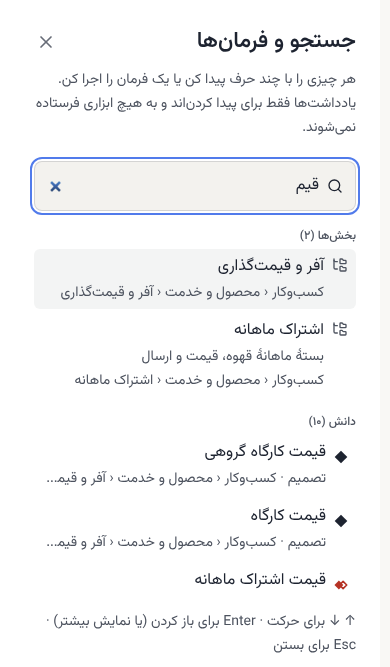 جستجو و فرمان‌ها
هر چیزی را با چند حرف پیدا کن یا یک فرمان را اجرا کن.
یادداشت‌ها فقط برای پیدا کردن‌اند و به هیچ ابزاری فرستاده
نمی‌شوند.
قیم
بخش‌ها (۲)
آفر و قیمت‌گذاری
کسب‌وکار › محصول و خدمت › آفر و قیمت‌گذاری
اشتراک ماهانه
بستهٔ ماهانهٔ قهوه، قیمت و ارسال
کسب‌وکار › محصول و خدمت › اشتراک ماهانه
دانش (۱۰)
قیمت کارگاه گروهی
تصمیم · کسب‌وکار › محصول و خدمت › آفر و قیمـ...
قیمت کارگاه
تصمیم · کسب‌وکار › محصول و خدمت › آفر و قیمـ...
قیمت اشتراک ماهانه
↑ ↓ برای حرکت · Enter برای باز کردن (یا نمایش بیشتر) ·
Esc برای بستن